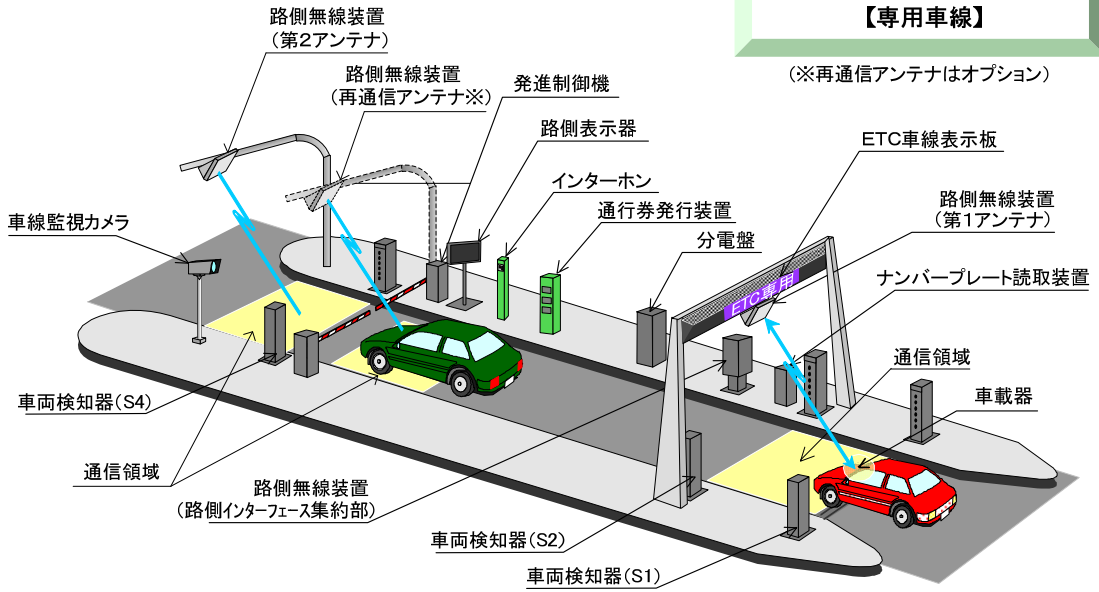 【専用車線】
(※再通信アンテナはオプション)
路側無線装置
(第2アンテナ)
路側無線装置
(再通信アンテナ※)
発進制御機
路側表示器
インターホン
通行券発行装置
分電盤
ETC車線表示板
路側無線装置
(第1アンテナ)
ナンバープレート読取装置
通信領域
車載器
車線監視カメラ
ETC専用
車両検知器(S4)
通信領域
路側無線装置
(路側インターフェース集約部)
車両検知器(S2)
車両検知器(S1)